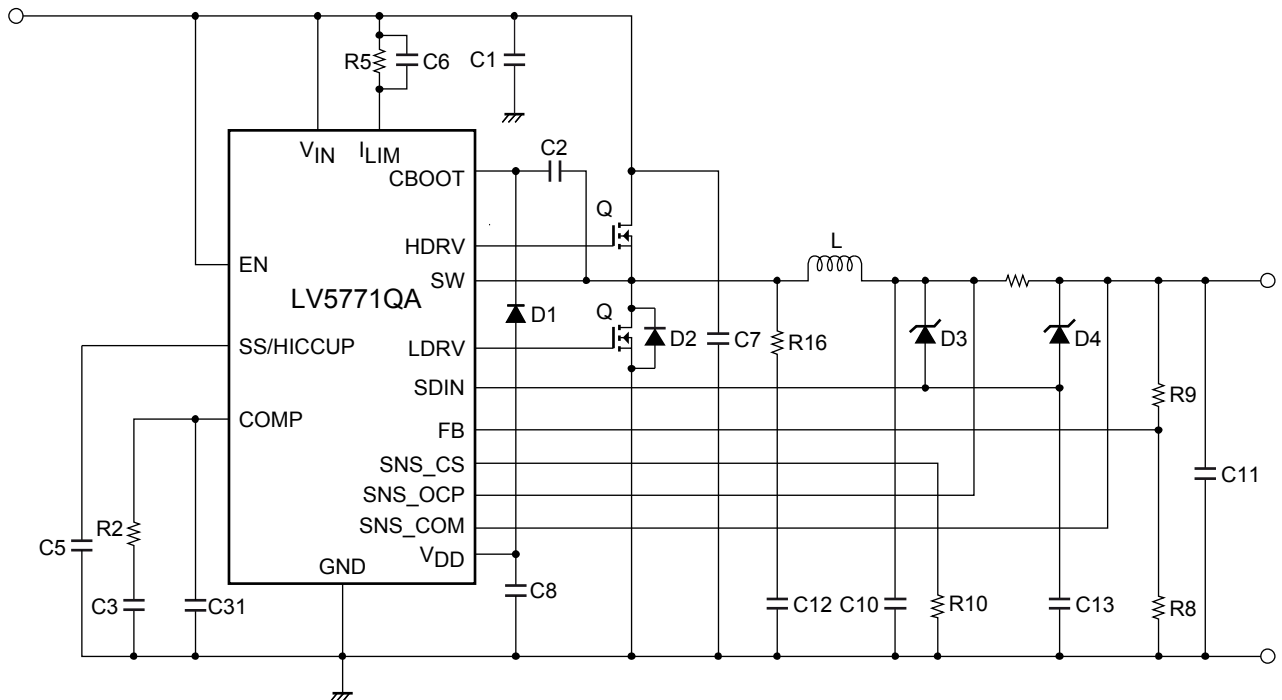 R5
C6
C1
VIN
ILIM
CBOOT
C2
Q
HDRV
L
EN
SW
LV5771QA
D1
Q
SS/HICCUP
LDRV
D2
C7
R16
D3
D4
SDIN
R9
COMP
FB
SNS_CS
C11
SNS_OCP
R2
SNS_COM
C5
VDD
GND
C8
C3
C31
C12
C10
R10
C13
R8